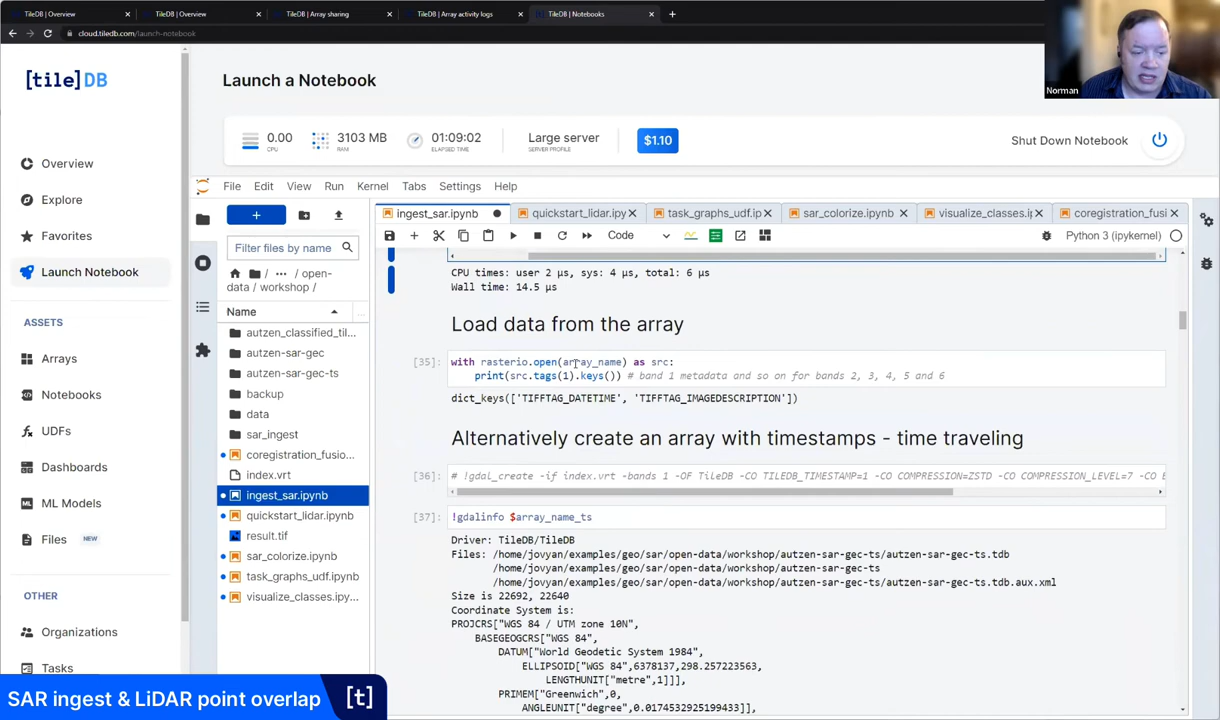 TileDB | Overview
TileDB | Overview
TileDB | Array sharing
TileDB | Array activity logs
TileDB | Notebooks
cloud.tiledb.com/launch-notebook
Norman
[tile]DB
Launch a Notebook
0.00
CPU
3103 MB
RAM
01:09:02
ELAPSED TIME
Large server
SERVER PROFILE
$1.10
Shut Down Notebook
Overview
Explore
Favorites
Launch Notebook
ASSETS
Arrays
Notebooks
UDFs
Dashboards
ML Models
Files NEW
OTHER
Organizations
Tasks
File Edit View Run Kernel Tabs Settings Help
Filter files by name
/ ··· / open-
data / workshop /
Name
autzen_classified_til...
autzen-sar-gec
autzen-sar-gec-ts
backup
data
sar_ingest
coregistration_fusio...
index.vrt
ingest_sar.ipynb
quickstart_lidar.ipynb
result.tif
sar_colorize.ipynb
task_graphs_udf.ipynb
visualize_classes.ipy...
ingest_sar.ipynb
quickstart_lidar.ipy
task_graphs_udf.ip
sar_colorize.ipynb
visualize_classes.ip
coregistration_fusi
Code
Python 3 (ipykernel)
CPU times: user 2 µs, sys: 4 µs, total: 6 µs
Wall time: 14.5 µs
Load data from the array
[35]: with rasterio.open(array_name) as src:
print(src.tags(1).keys()) # band 1 metadata and so on for bands 2, 3, 4, 5 and 6
dict_keys(['TIFFTAG_DATETIME', 'TIFFTAG_IMAGEDESCRIPTION'])
Alternatively create an array with timestamps - time traveling
[36]: # !gdal_create -if index.vrt -bands 1 -OF TileDB -CO TILEDB_TIMESTAMP=1 -CO COMPRESSION=ZSTD -CO COMPRESSION_LEVEL=7 -CO
[37]: !gdalinfo $array_name_ts
Driver: TileDB/TileDB
Files: /home/jovyan/examples/geo/sar/open-data/workshop/autzen-sar-gec-ts/autzen-sar-gec-ts.tdb
/home/jovyan/examples/geo/sar/open-data/workshop/autzen-sar-gec-ts
/home/jovyan/examples/geo/sar/open-data/workshop/autzen-sar-gec-ts/autzen-sar-gec-ts.tdb.aux.xml
Size is 22692, 22640
Coordinate System is:
PROJCRS["WGS 84 / UTM zone 10N",
BASEGEOGCRS["WGS 84",
DATUM["World Geodetic System 1984",
ELLIPSOID["WGS 84",6378137,298.257223563,
LENGTHUNIT["metre",1]]],
PRIMEM["Greenwich",0,
ANGLEUNIT["degree",0.0174532925199433]],
SAR ingest & LiDAR point overlap
[t]